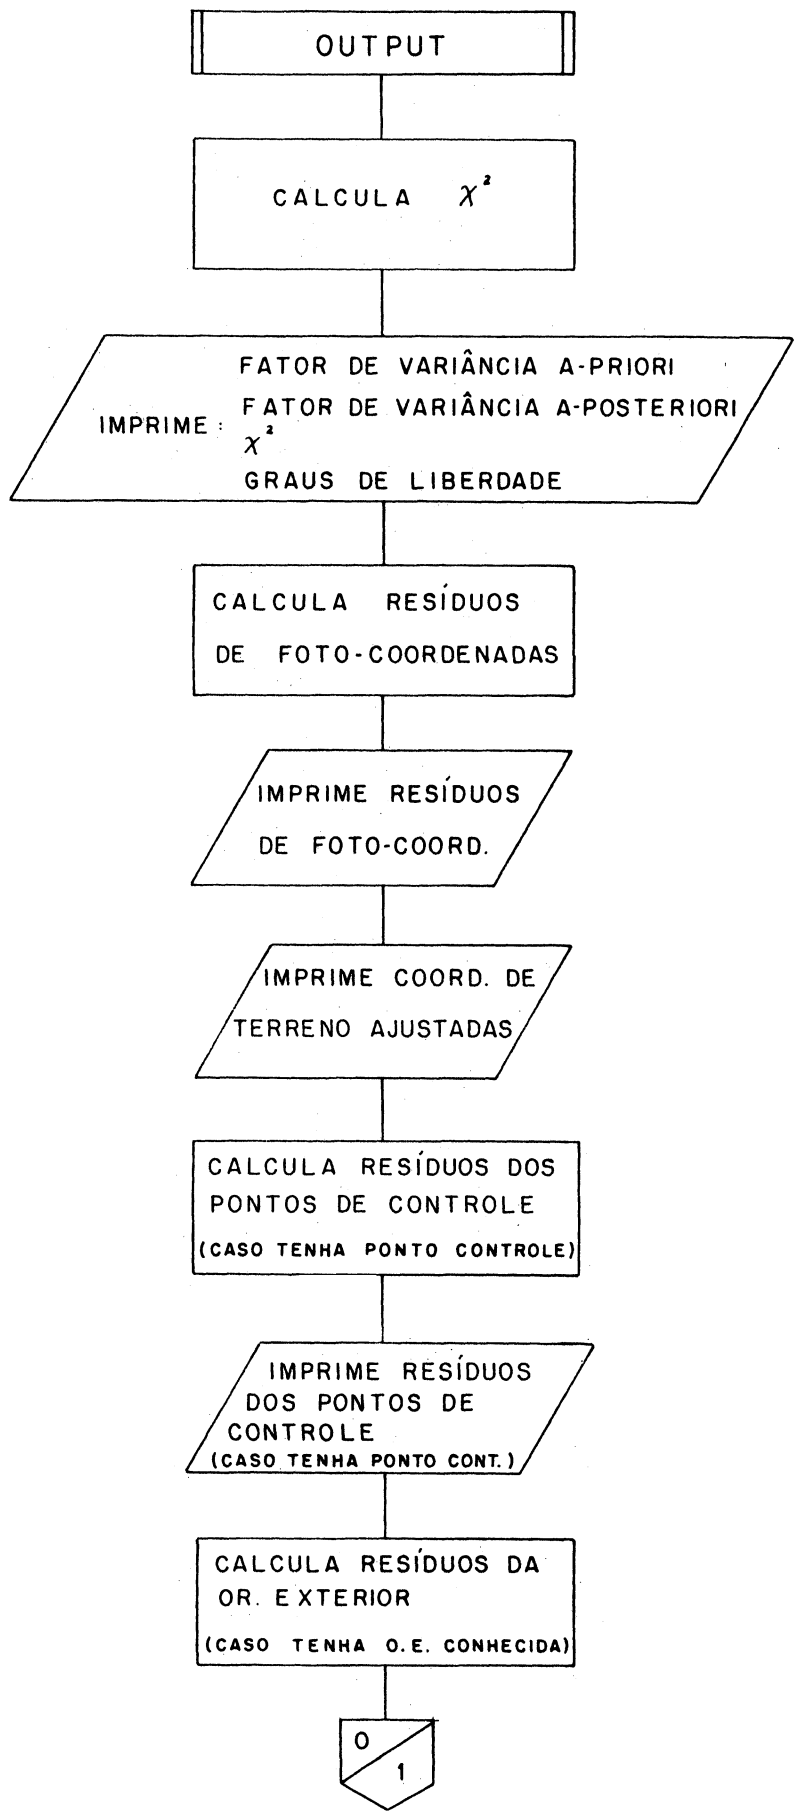 OUTPUT
CALCULA χ²
FATOR DE VARIÂNCIA A-PRIORI
IMPRIME: FATOR DE VARIÂNCIA A-POSTERIORI
χ²
GRAUS DE LIBERDADE
CALCULA RESÍDUOS
DE FOTO-COORDENADAS
IMPRIME RESÍDUOS
DE FOTO-COORD.
IMPRIME COORD. DE
TERRENO AJUSTADAS
CALCULA RESÍDUOS DOS
PONTOS DE CONTROLE
(CASO TENHA PONTO CONTROLE)
IMPRIME RESÍDUOS
DOS PONTOS DE
CONTROLE
(CASO TENHA PONTO CONT.)
CALCULA RESÍDUOS DA
OR. EXTERIOR
(CASO TENHA O.E. CONHECIDA)
0
1